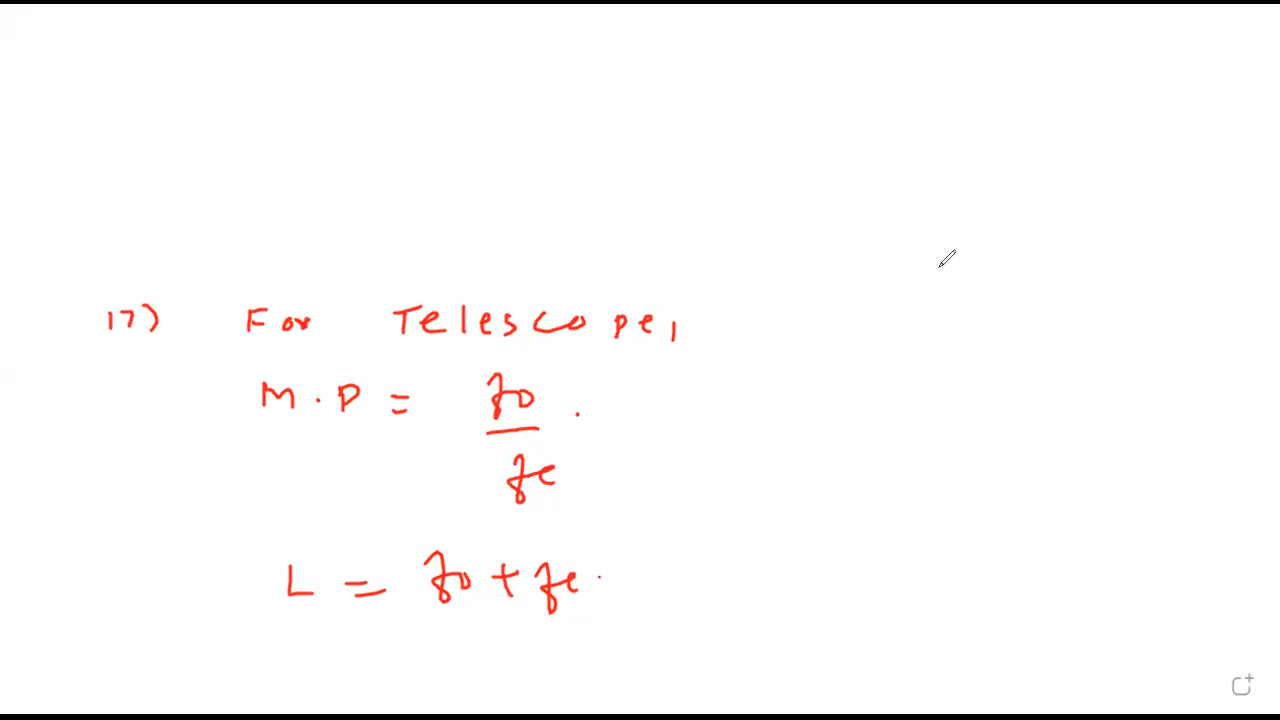 17) For Telescope,
M.P = fo / fe .
L = fo + fe .